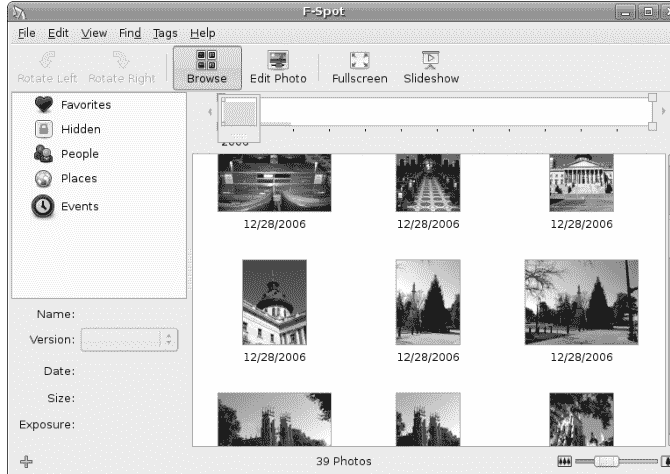 F-Spot
File Edit View Find Tags Help
Rotate Left Rotate Right Browse Edit Photo Fullscreen Slideshow
Favorites
Hidden
People
Places
Events
2006
12/28/2006 12/28/2006 12/28/2006
12/28/2006 12/28/2006 12/28/2006
Name:
Version:
Date:
Size:
Exposure:
39 Photos